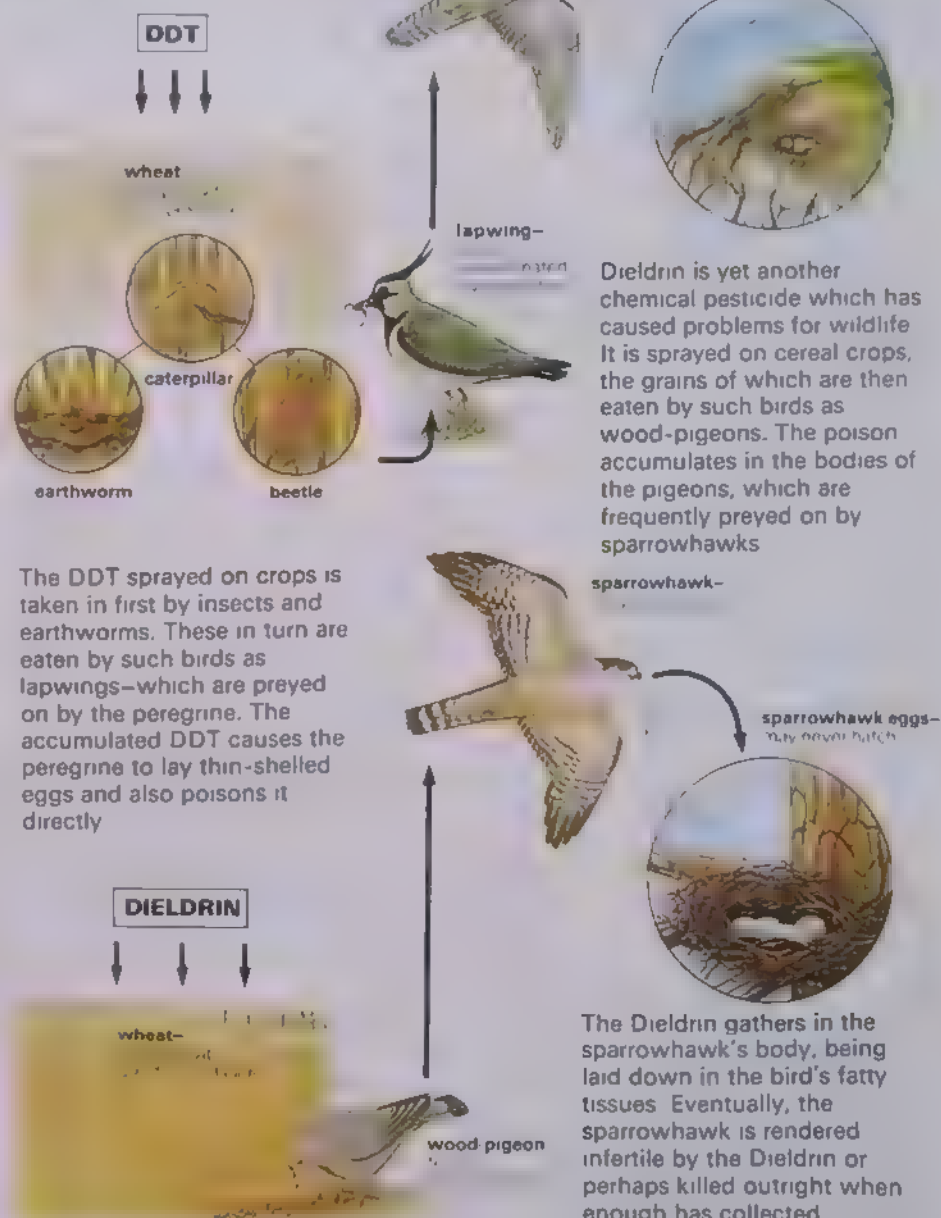 DDT
wheat
caterpillar
earthworm
beetle
lapwing–
The DDT sprayed on crops is
taken in first by insects and
earthworms. These in turn are
eaten by such birds as
lapwings–which are preyed
on by the peregrine. The
accumulated DDT causes the
peregrine to lay thin-shelled
eggs and also poisons it
directly
Dieldrin is yet another
chemical pesticide which has
caused problems for wildlife
It is sprayed on cereal crops,
the grains of which are then
eaten by such birds as
wood-pigeons. The poison
accumulates in the bodies of
the pigeons, which are
frequently preyed on by
sparrowhawks
sparrowhawk–
sparrowhawk eggs–
may never hatch
DIELDRIN
wheat–
wood-pigeon
The Dieldrin gathers in the
sparrowhawk's body, being
laid down in the bird's fatty
tissues Eventually, the
sparrowhawk is rendered
infertile by the Dieldrin or
perhaps killed outright when
enough has collected